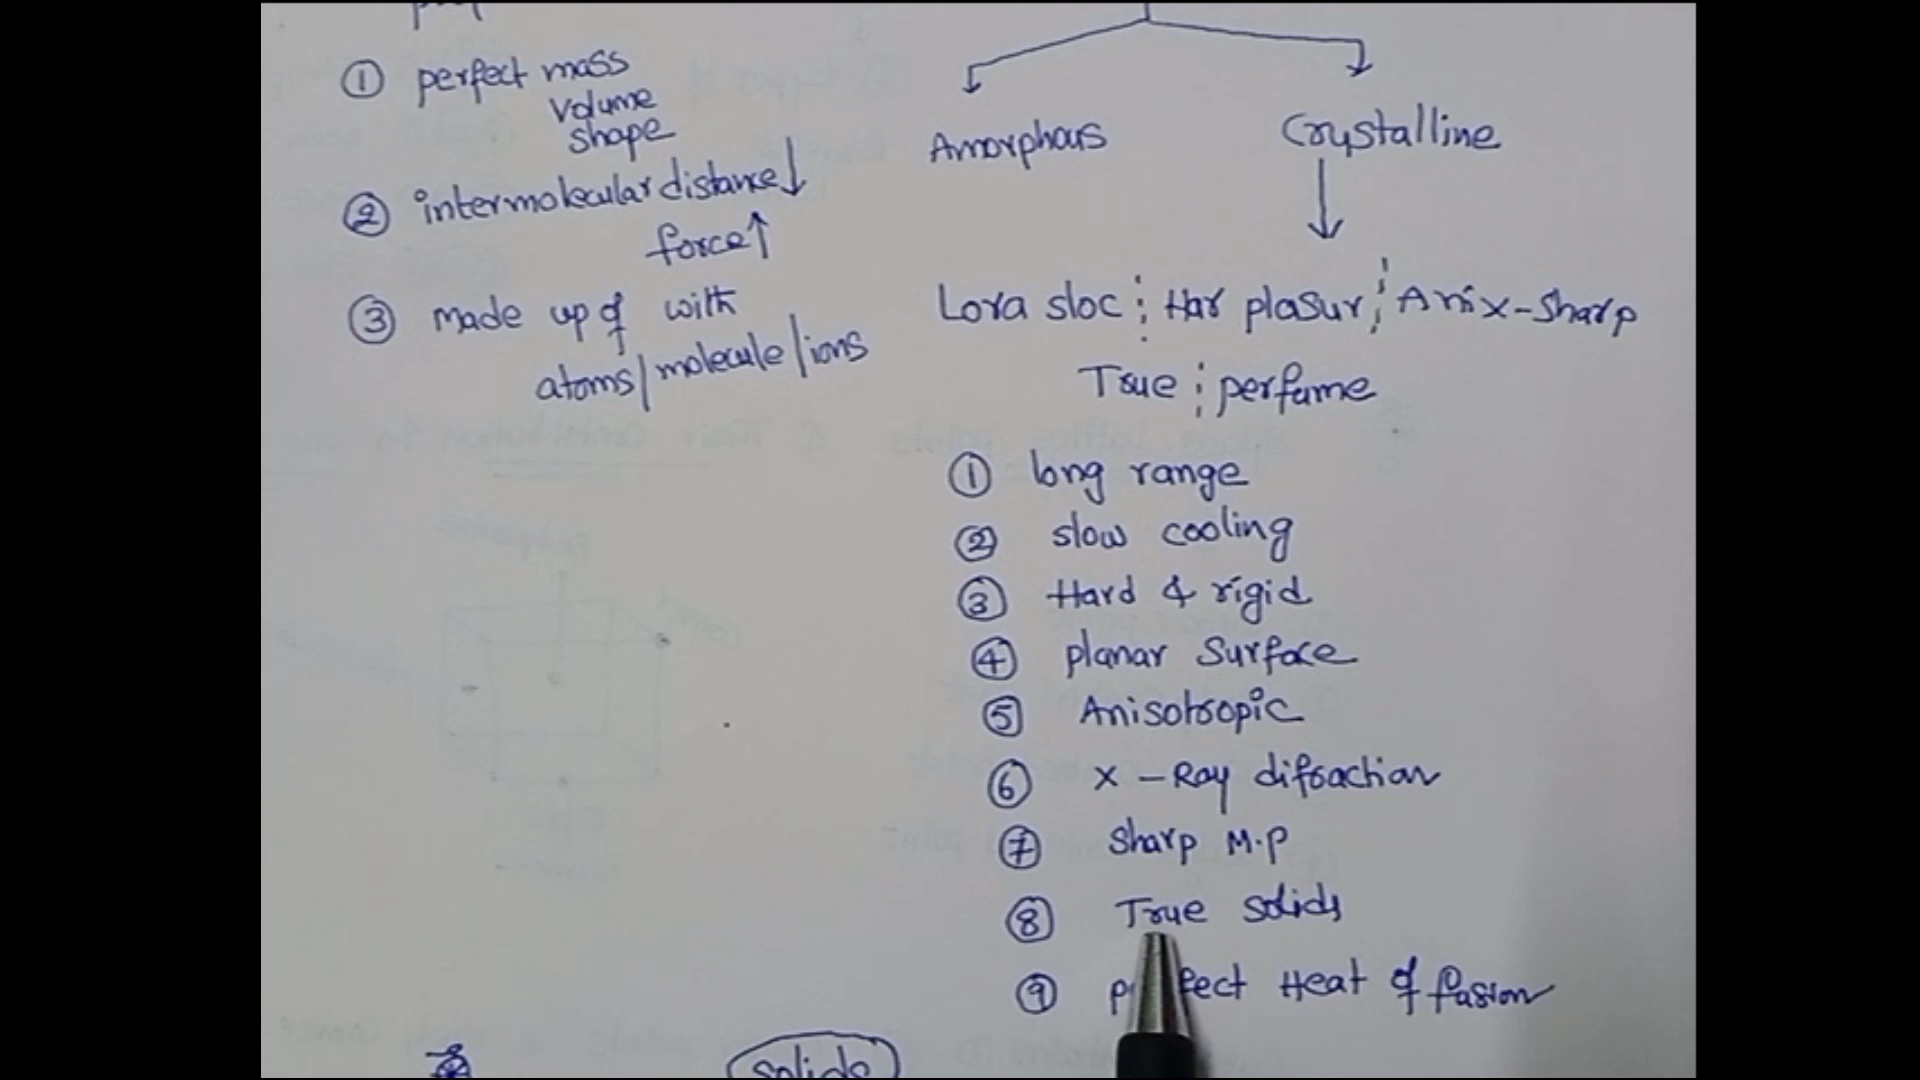 ① perfect mass
volume
shape
② intermolecular distance↓
force↑
③ made up of with
atoms/molecule/ions
Amorphous
Crystalline
Lora sloc ¦ Har plasur ¦ Anix-sharp
True ¦ perfume
① long range
② slow cooling
③ Hard & rigid
④ planar Surface
⑤ Anisotropic
⑥ X-Ray difraction
⑦ Sharp M.P
⑧ True solids
⑨ Heat of fusion
solids